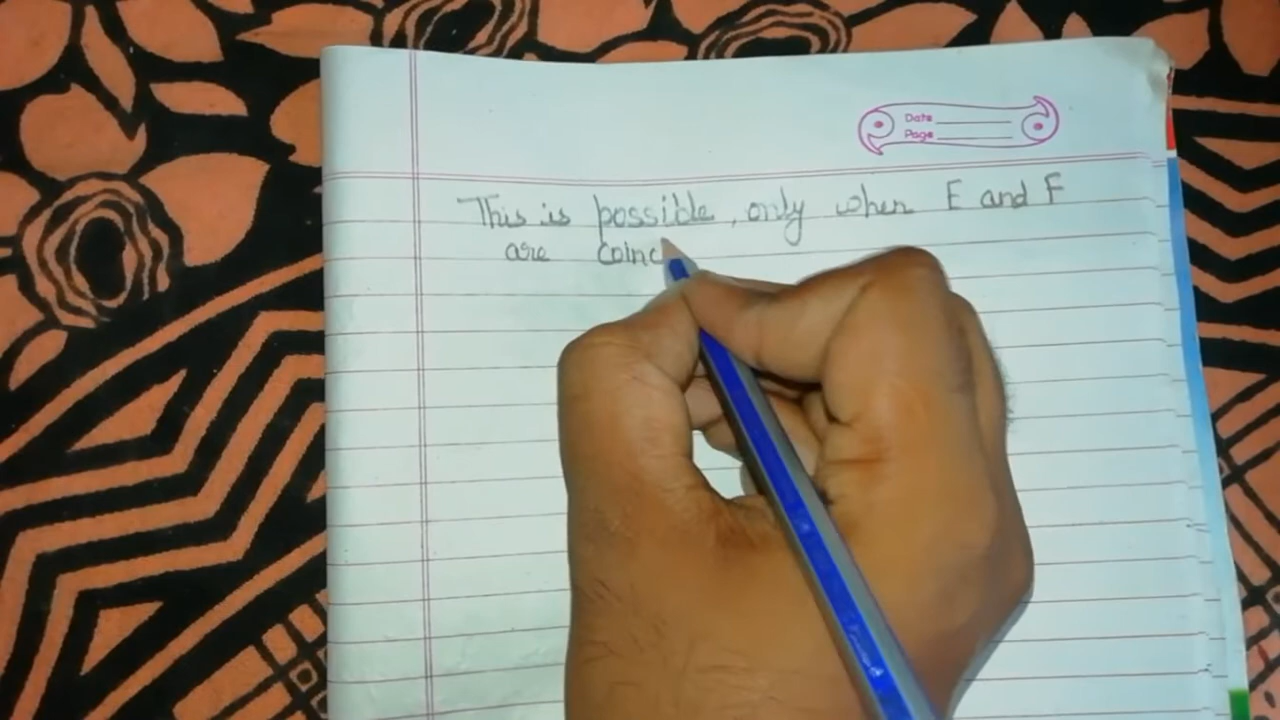 Date
Page
This is possible, only when E and F
are coinc